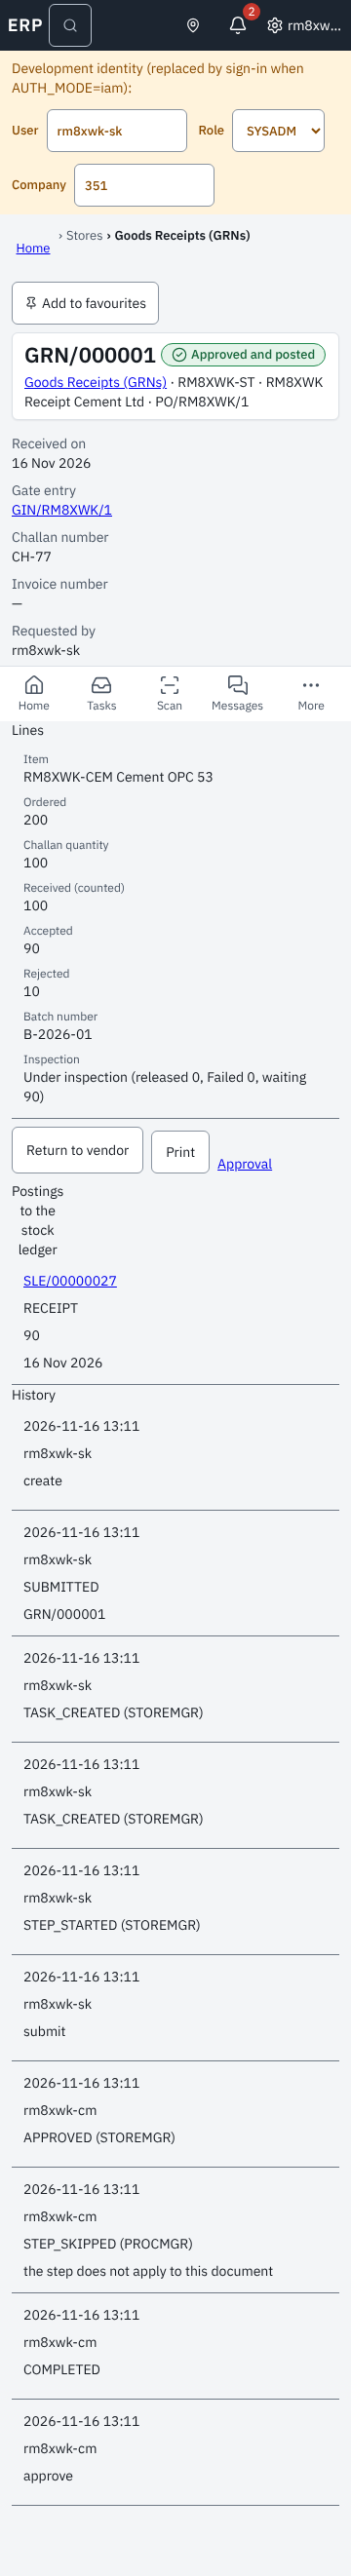 ERP
2
rm8xw...
Development identity (replaced by sign-in when
AUTH_MODE=iam):
User
rm8xwk-sk
Role
SYSADM
Company
351
Home › Stores › Goods Receipts (GRNs)
Add to favourites
GRN/000001
Approved and posted
Goods Receipts (GRNs) · RM8XWK-ST · RM8XWK
Receipt Cement Ltd · PO/RM8XWK/1
Received on
16 Nov 2026
Gate entry
GIN/RM8XWK/1
Challan number
CH-77
Invoice number
—
Requested by
rm8xwk-sk
Home
Tasks
Scan
Messages
More
Lines
Item
RM8XWK-CEM Cement OPC 53
Ordered
200
Challan quantity
100
Received (counted)
100
Accepted
90
Rejected
10
Batch number
B-2026-01
Inspection
Under inspection (released 0, Failed 0, waiting
90)
Return to vendor
Print
Approval
Postings
to the
stock
ledger
SLE/00000027
RECEIPT
90
16 Nov 2026
History
2026-11-16 13:11
rm8xwk-sk
create
2026-11-16 13:11
rm8xwk-sk
SUBMITTED
GRN/000001
2026-11-16 13:11
rm8xwk-sk
TASK_CREATED (STOREMGR)
2026-11-16 13:11
rm8xwk-sk
TASK_CREATED (STOREMGR)
2026-11-16 13:11
rm8xwk-sk
STEP_STARTED (STOREMGR)
2026-11-16 13:11
rm8xwk-sk
submit
2026-11-16 13:11
rm8xwk-cm
APPROVED (STOREMGR)
2026-11-16 13:11
rm8xwk-cm
STEP_SKIPPED (PROCMGR)
the step does not apply to this document
2026-11-16 13:11
rm8xwk-cm
COMPLETED
2026-11-16 13:11
rm8xwk-cm
approve